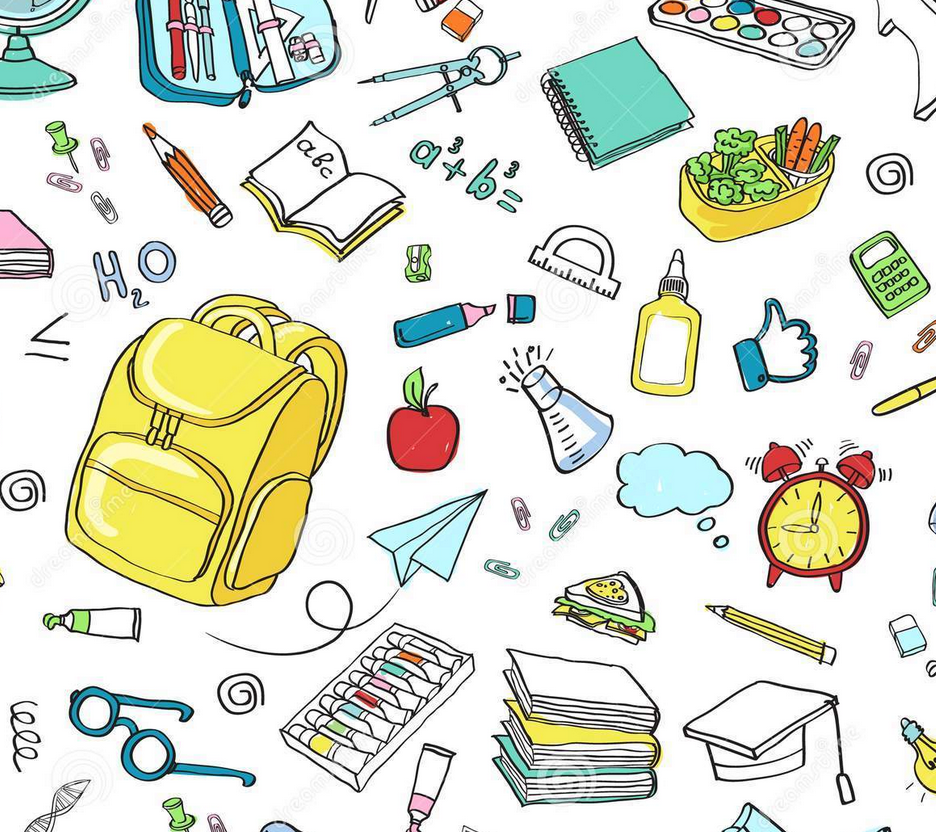 a³+b³=
abc
H₂O
≤